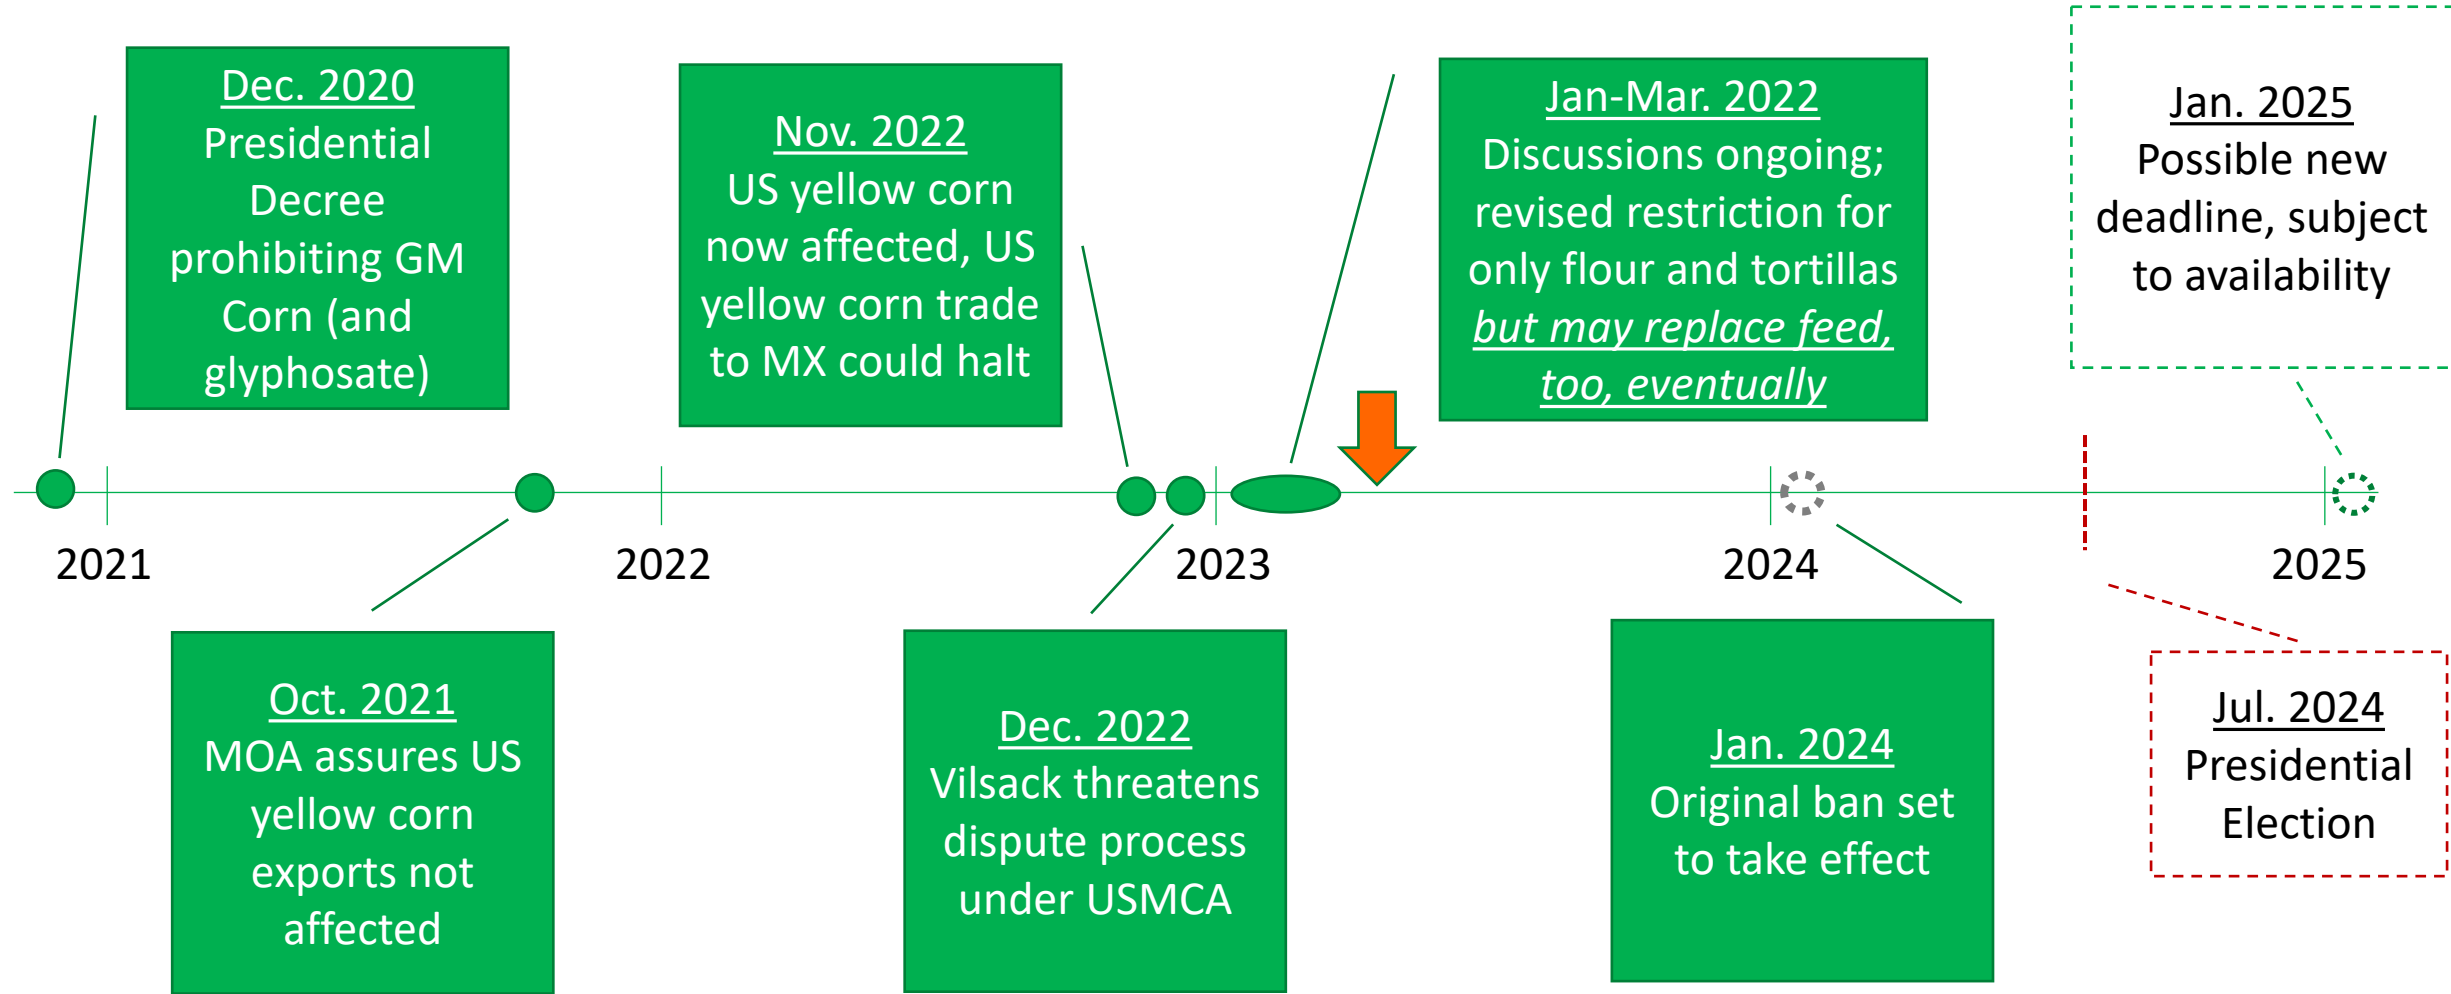 Dec. 2020
Presidential
Decree
prohibiting GM
Corn (and
glyphosate)
Nov. 2022
US yellow corn
now affected, US
yellow corn trade
to MX could halt
Jan-Mar. 2022
Discussions ongoing;
revised restriction for
only flour and tortillas
but may replace feed,
too, eventually
Jan. 2025
Possible new
deadline, subject
to availability
2021
2022
2023
2024
2025
Oct. 2021
MOA assures US
yellow corn
exports not
affected
Dec. 2022
Vilsack threatens
dispute process
under USMCA
Jan. 2024
Original ban set
to take effect
Jul. 2024
Presidential
Election